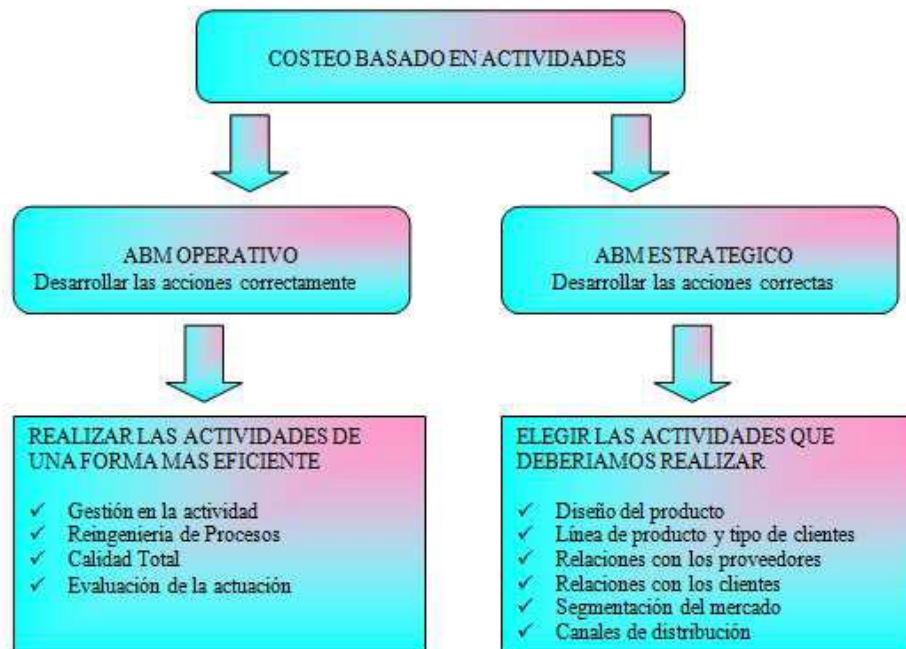 COSTEO BASADO EN ACTIVIDADES
ABM OPERATIVO
Desarrollar las acciones correctamente
ABM ESTRATEGICO
Desarrollar las acciones correctas
REALIZAR LAS ACTIVIDADES DE
UNA FORMA MAS EFICIENTE
✓ Gestión en la actividad
✓ Reingenieria de Procesos
✓ Calidad Total
✓ Evaluación de la actuación
ELEGIR LAS ACTIVIDADES QUE
DEBERIAMOS REALIZAR
✓ Diseño del producto
✓ Línea de producto y tipo de clientes
✓ Relaciones con los proveedores
✓ Relaciones con los clientes
✓ Segmentación del mercado
✓ Canales de distribución